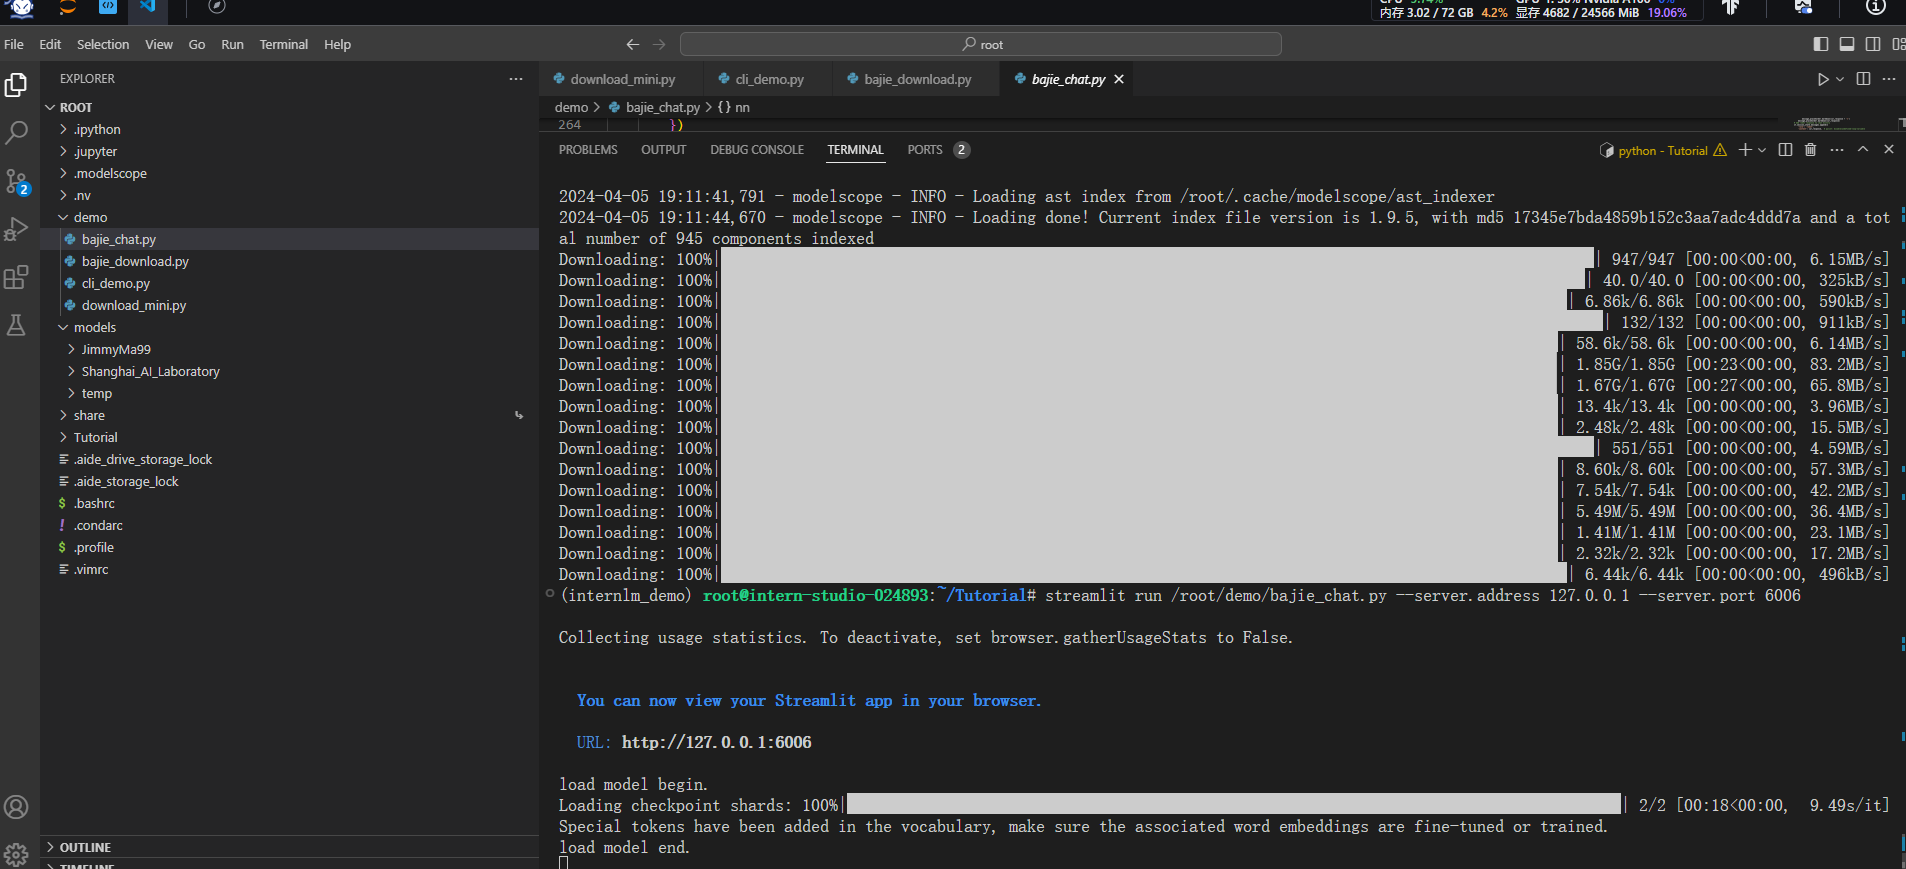 内存 3.02 / 72 GB 4.2% 显存 4682 / 24566 MiB 19.06%
File Edit Selection View Go Run Terminal Help
root
EXPLORER
ROOT
.ipython
.jupyter
.modelscope
.nv
demo
bajie_chat.py
bajie_download.py
cli_demo.py
download_mini.py
models
JimmyMa99
Shanghai_AI_Laboratory
temp
share
Tutorial
.aide_drive_storage_lock
.aide_storage_lock
.bashrc
.condarc
.profile
.vimrc
OUTLINE
TIMELINE
2
download_mini.py cli_demo.py bajie_download.py bajie_chat.py
demo > bajie_chat.py > {} nn
264 })
PROBLEMS OUTPUT DEBUG CONSOLE TERMINAL PORTS 2
python - Tutorial
2024-04-05 19:11:41,791 - modelscope - INFO - Loading ast index from /root/.cache/modelscope/ast_indexer
2024-04-05 19:11:44,670 - modelscope - INFO - Loading done! Current index file version is 1.9.5, with md5 17345e7bda4859b152c3aa7adc4ddd7a and a tot
al number of 945 components indexed
Downloading: 100%| | 947/947 [00:00<00:00, 6.15MB/s]
Downloading: 100%| | 40.0/40.0 [00:00<00:00, 325kB/s]
Downloading: 100%| | 6.86k/6.86k [00:00<00:00, 590kB/s]
Downloading: 100%| | 132/132 [00:00<00:00, 911kB/s]
Downloading: 100%| | 58.6k/58.6k [00:00<00:00, 6.14MB/s]
Downloading: 100%| | 1.85G/1.85G [00:23<00:00, 83.2MB/s]
Downloading: 100%| | 1.67G/1.67G [00:27<00:00, 65.8MB/s]
Downloading: 100%| | 13.4k/13.4k [00:00<00:00, 3.96MB/s]
Downloading: 100%| | 2.48k/2.48k [00:00<00:00, 15.5MB/s]
Downloading: 100%| | 551/551 [00:00<00:00, 4.59MB/s]
Downloading: 100%| | 8.60k/8.60k [00:00<00:00, 57.3MB/s]
Downloading: 100%| | 7.54k/7.54k [00:00<00:00, 42.2MB/s]
Downloading: 100%| | 5.49M/5.49M [00:00<00:00, 36.4MB/s]
Downloading: 100%| | 1.41M/1.41M [00:00<00:00, 23.1MB/s]
Downloading: 100%| | 2.32k/2.32k [00:00<00:00, 17.2MB/s]
Downloading: 100%| | 6.44k/6.44k [00:00<00:00, 496kB/s]
(internlm_demo) root@intern-studio-024893:~/Tutorial# streamlit run /root/demo/bajie_chat.py --server.address 127.0.0.1 --server.port 6006
Collecting usage statistics. To deactivate, set browser.gatherUsageStats to False.
You can now view your Streamlit app in your browser.
URL: http://127.0.0.1:6006
load model begin.
Loading checkpoint shards: 100%| | 2/2 [00:18<00:00, 9.49s/it]
Special tokens have been added in the vocabulary, make sure the associated word embeddings are fine-tuned or trained.
load model end.